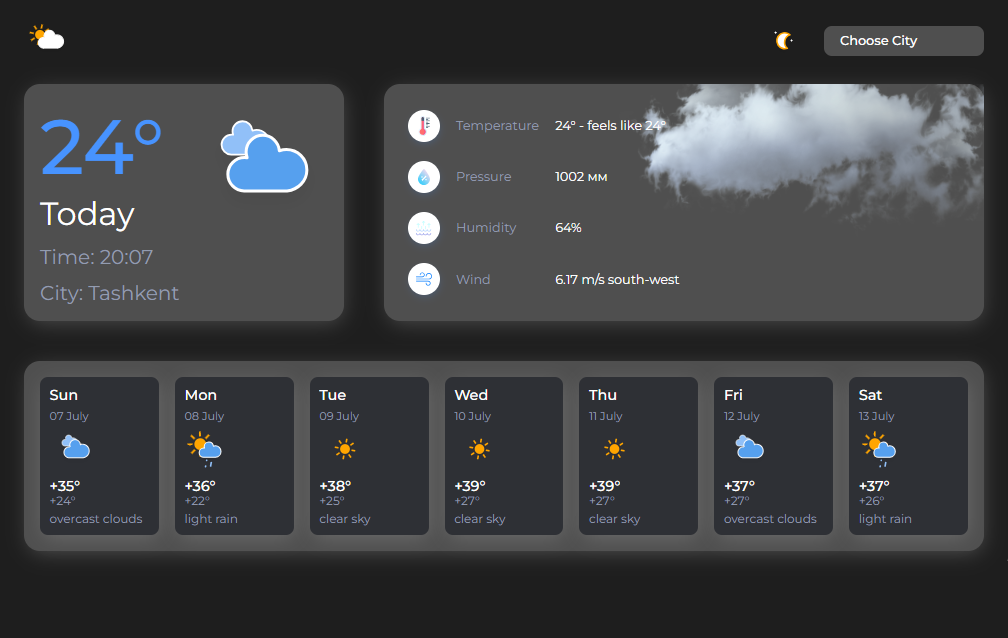 Choose City
24°
Today
Time: 20:07
City: Tashkent
Temperature 24° - feels like 24°
Pressure 1002 мм
Humidity 64%
Wind 6.17 m/s south-west
Sun
07 July
+35°
+24°
overcast clouds
Mon
08 July
+36°
+22°
light rain
Tue
09 July
+38°
+25°
clear sky
Wed
10 July
+39°
+27°
clear sky
Thu
11 July
+39°
+27°
clear sky
Fri
12 July
+37°
+27°
overcast clouds
Sat
13 July
+37°
+26°
light rain